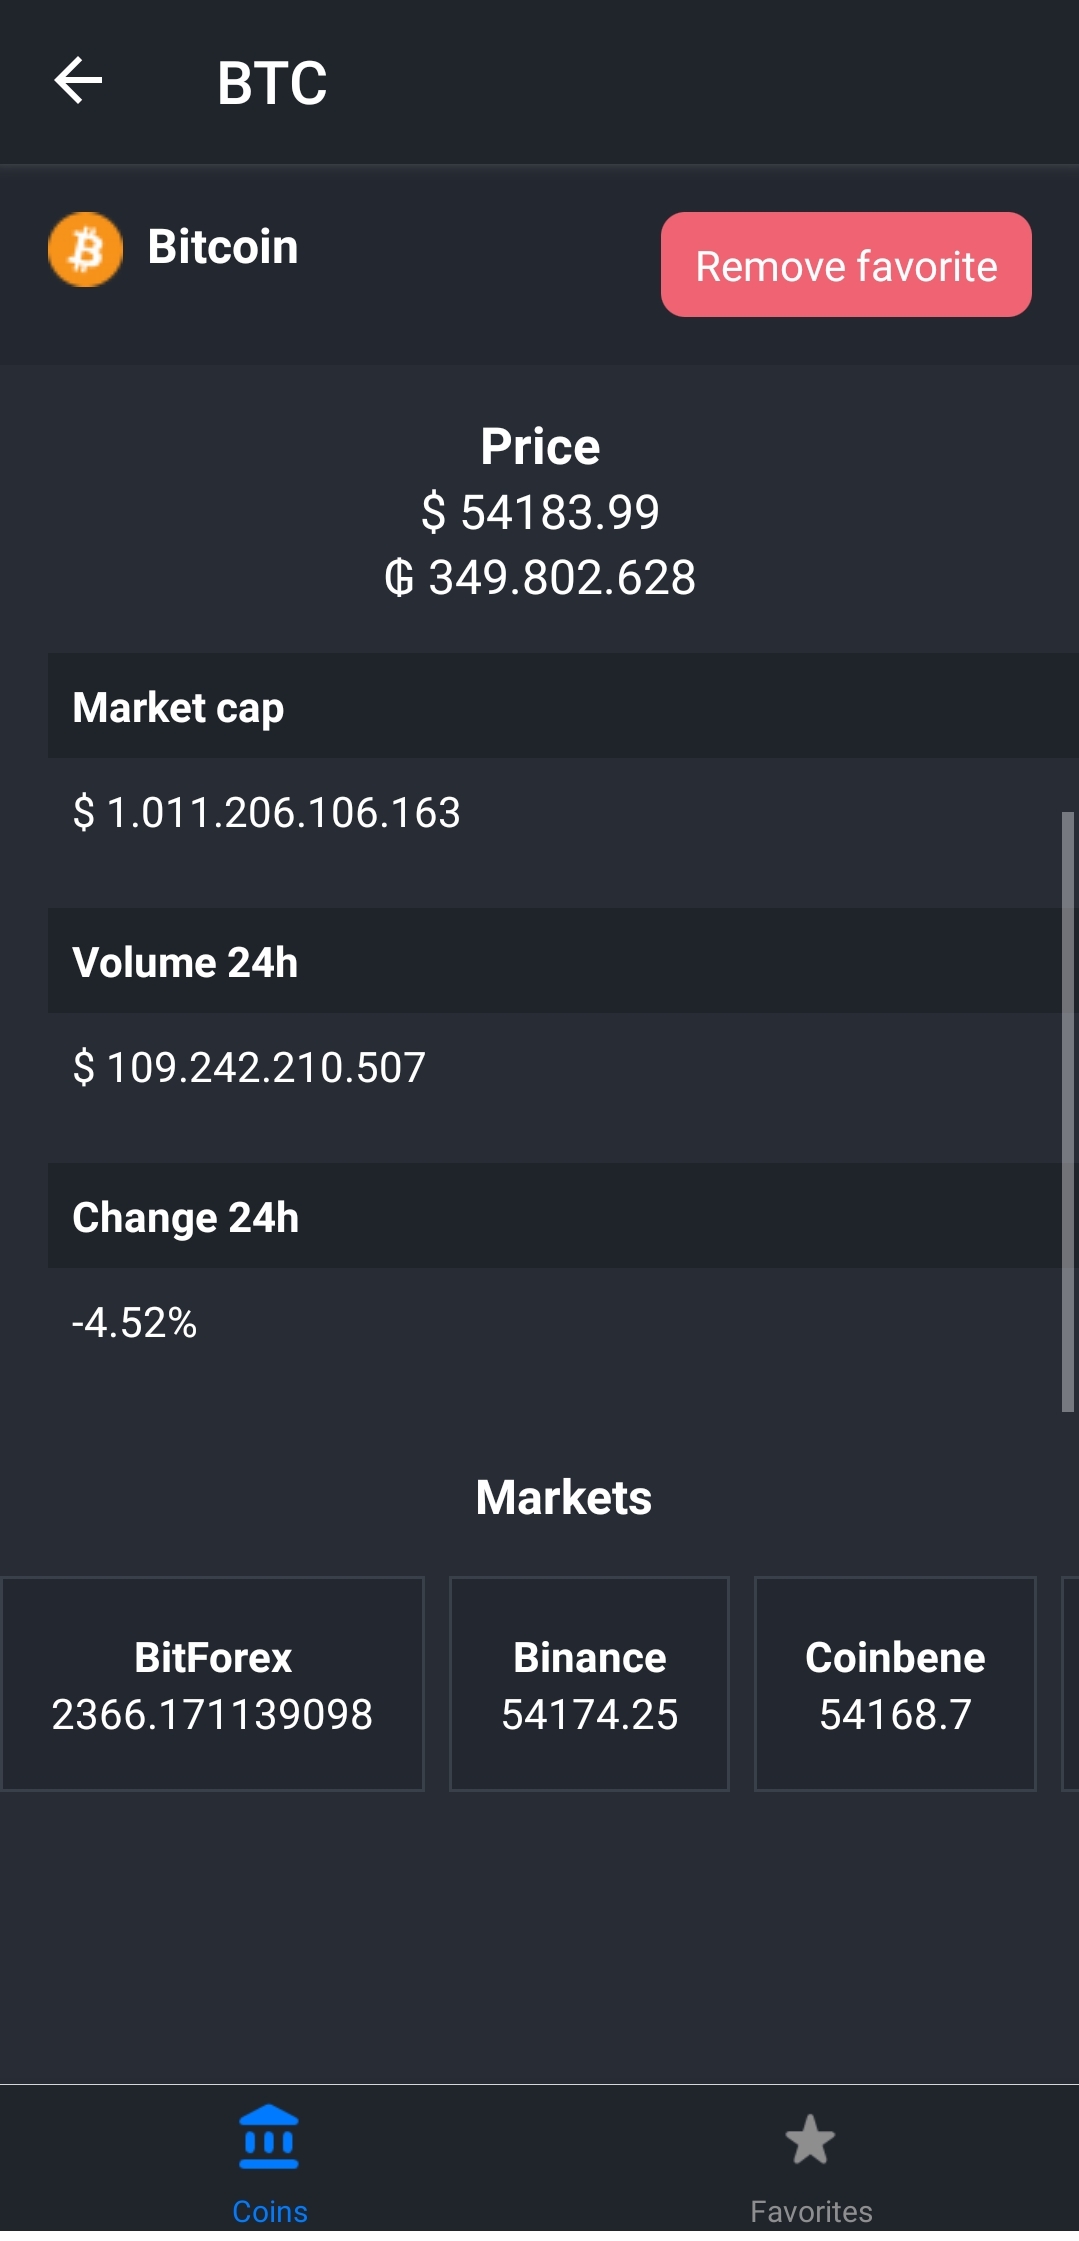 BTC
Bitcoin
Remove favorite
Price
$ 54183.99
₲ 349.802.628
Market cap
$ 1.011.206.106.163
Volume 24h
$ 109.242.210.507
Change 24h
-4.52%
Markets
BitForex
2366.171139098
Binance
54174.25
Coinbene
54168.7
Coins
Favorites